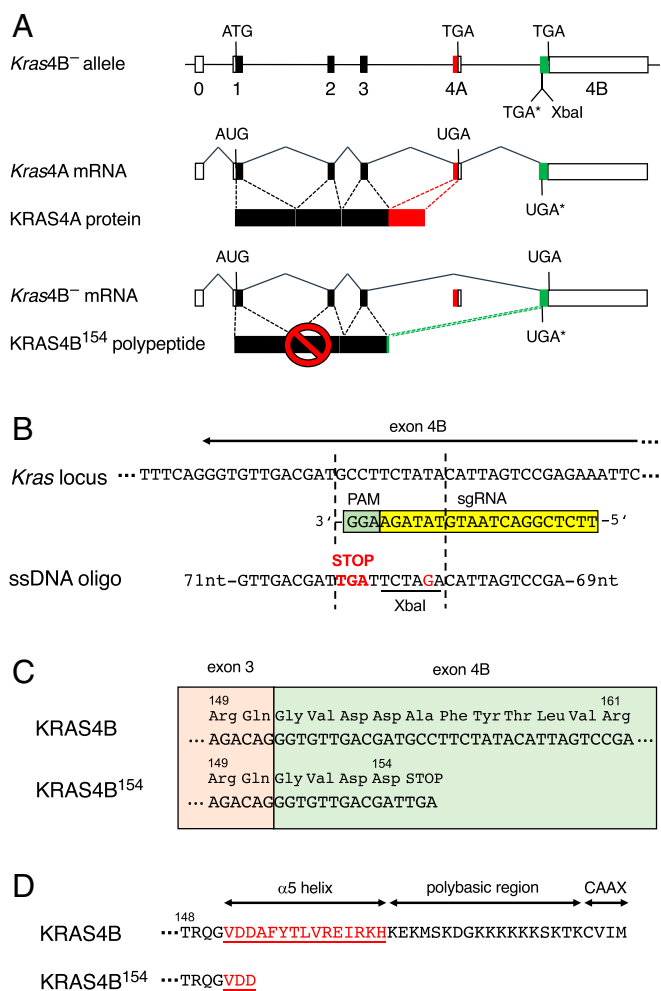 A
ATG TGA TGA
Kras4B− allele
0 1 2 3 4A 4B
TGA* XbaI
AUG UGA
Kras4A mRNA
UGA*
KRAS4A protein
AUG UGA
Kras4B− mRNA
UGA*
KRAS4B154 polypeptide
B
exon 4B
Kras locus ··· TTTCAGGGTGTTGACGATGCCTTCTATACATTAGTCCGAGAAATTC ···
PAM sgRNA
3‘– GGAAGATATGTAATCAGGCTCTT –5‘
STOP
ssDNA oligo 71nt–GTTGACGATTGATTCTAGACATTAGTCCGA–69nt
XbaI
C
exon 3 exon 4B
149 161
KRAS4B Arg Gln Gly Val Asp Asp Ala Phe Tyr Thr Leu Val Arg
··· AGACAGGGTGTTGACGATGCCTTCTATACATTAGTCCGA ···
149 154
KRAS4B154 Arg Gln Gly Val Asp Asp STOP
··· AGACAGGGTGTTGACGATTGA
D
α5 helix polybasic region CAAX
148
KRAS4B ···TRQGVDDAFYTLVREIRKHKEKMSKDGKKKKKKSKTKCVIM
KRAS4B154 ···TRQGVDD